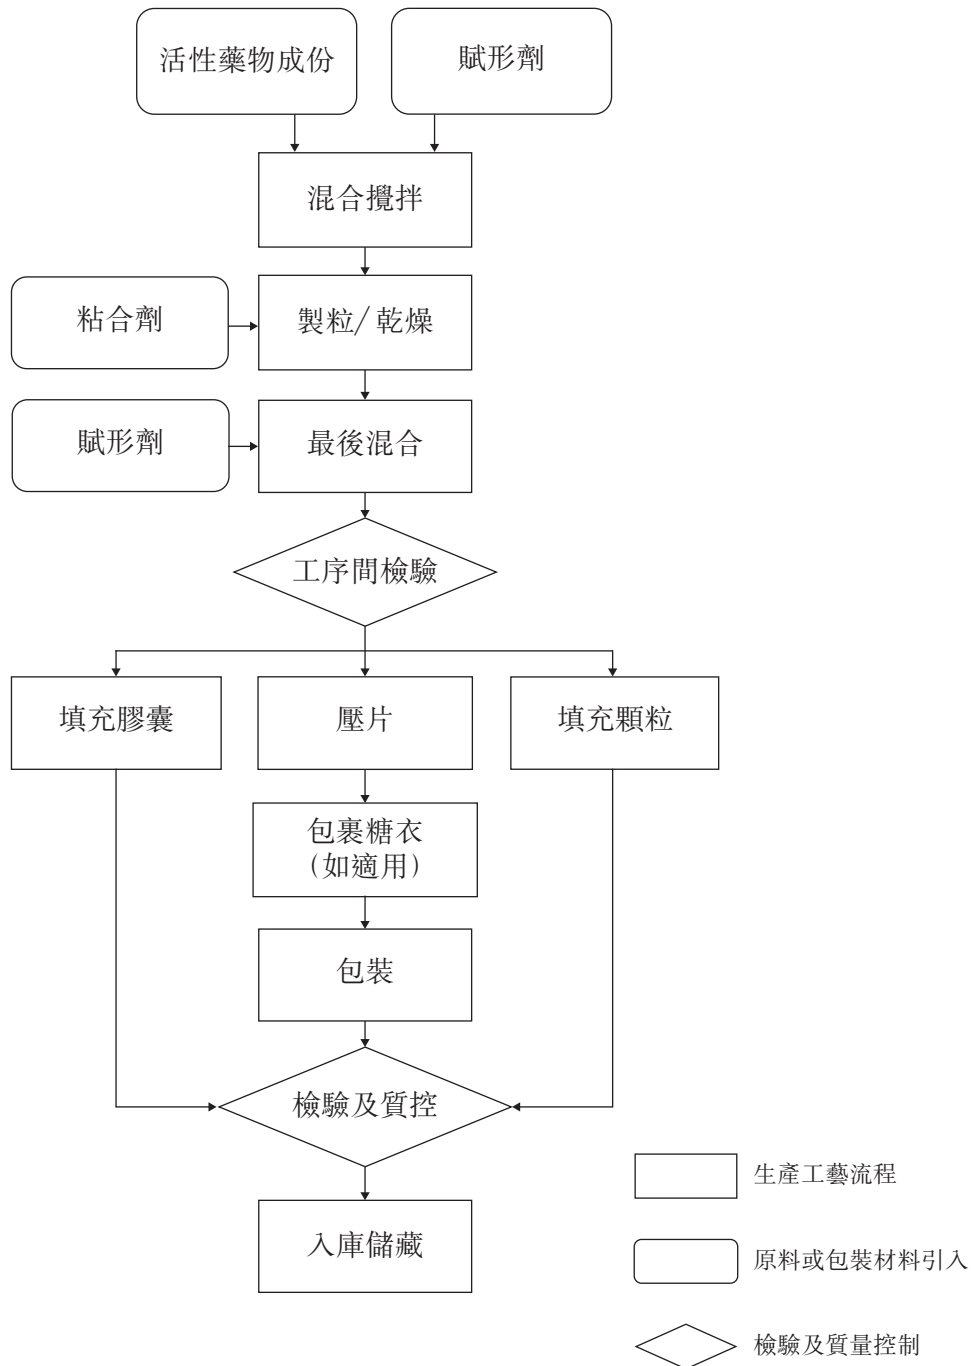 活性藥物成份
賦形劑
混合攪拌
粘合劑
製粒/乾燥
賦形劑
最後混合
工序間檢驗
填充膠囊
壓片
填充顆粒
包裹糖衣
(如適用)
包裝
檢驗及質控
入庫儲藏
生產工藝流程
原料或包裝材料引入
檢驗及質量控制